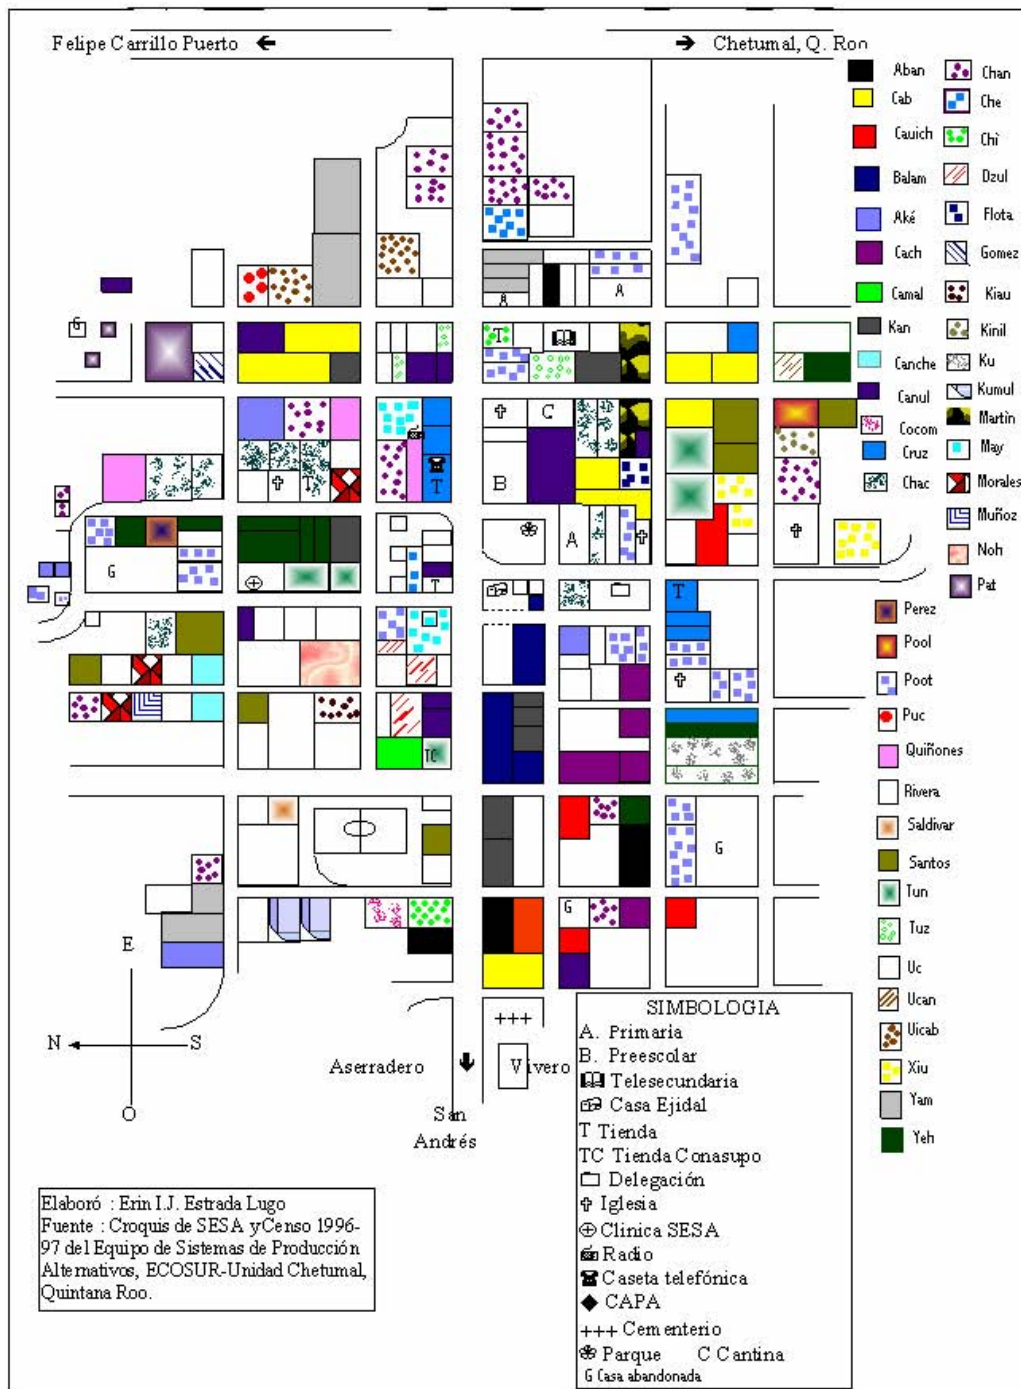 Felipe Carrillo Puerto ← → Chetumal, Q. Roo
Aban
Cab
Cauich
Balam
Aké
Cach
Camal
Kan
Canche
Canul
Cocom
Cruz
Chac
Chan
Che
Chì
Dzul
Flota
Gomez
Kiau
Kinil
Ku
Kumul
Martín
May
Morales
Muñoz
Noh
Pat
Perez
Pool
Poot
Puc
Quiñones
Rivera
Saldivar
Santos
Tun
Tuz
Uc
Ucan
Uicab
Xiu
Yam
Yeh
A
A
G
T
C
T
T
B
A
G
T
T
TC
G
G
E
N
S
O
+++
Aserradero
Vivero
San
Andrés
SIMBOLOGIA
A. Primaria
B. Preescolar
Telesecundaria
Casa Ejidal
T Tienda
TC Tienda Conasupo
Delegación
Iglesia
Clinica SESA
Radio
Caseta telefónica
CAPA
+++ Cementerio
Parque C Cantina
G Casa abandonada
Elaboró : Erin I.J. Estrada Lugo
Fuente : Croquis de SESA yCenso 1996-
97 del Equipo de Sistemas de Producción
Alternativos, ECOSUR-Unidad Chetumal,
Quintana Roo.